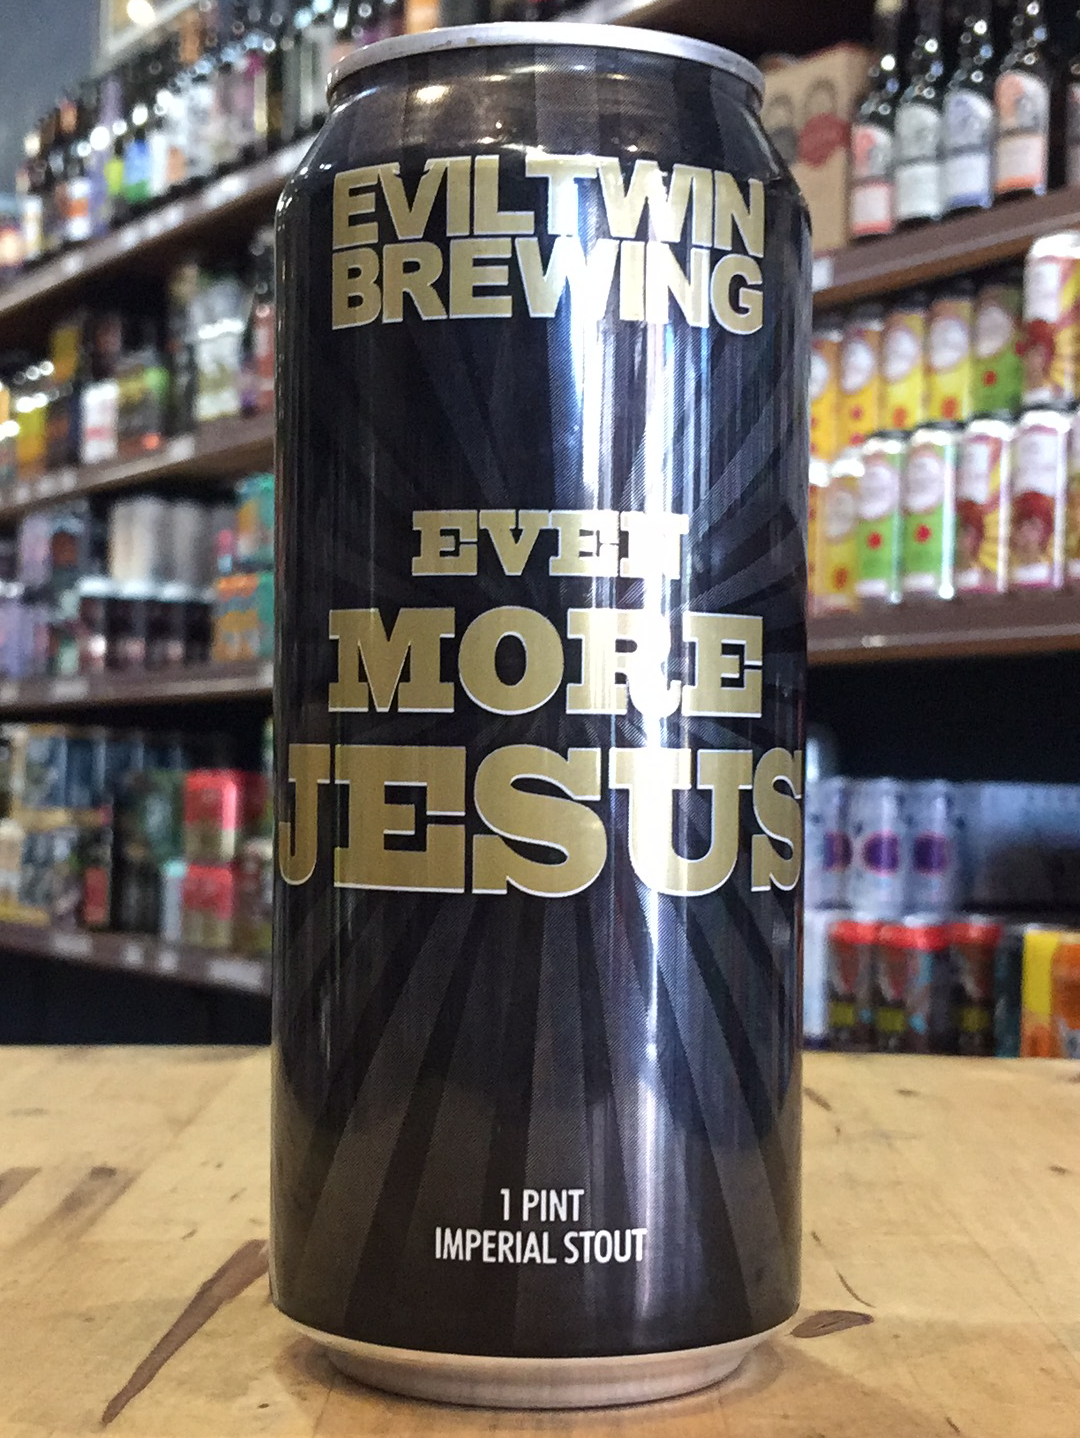 EVIL TWIN
BREWING
EVEN
MORE
JESUS
1 PINT
IMPERIAL STOUT